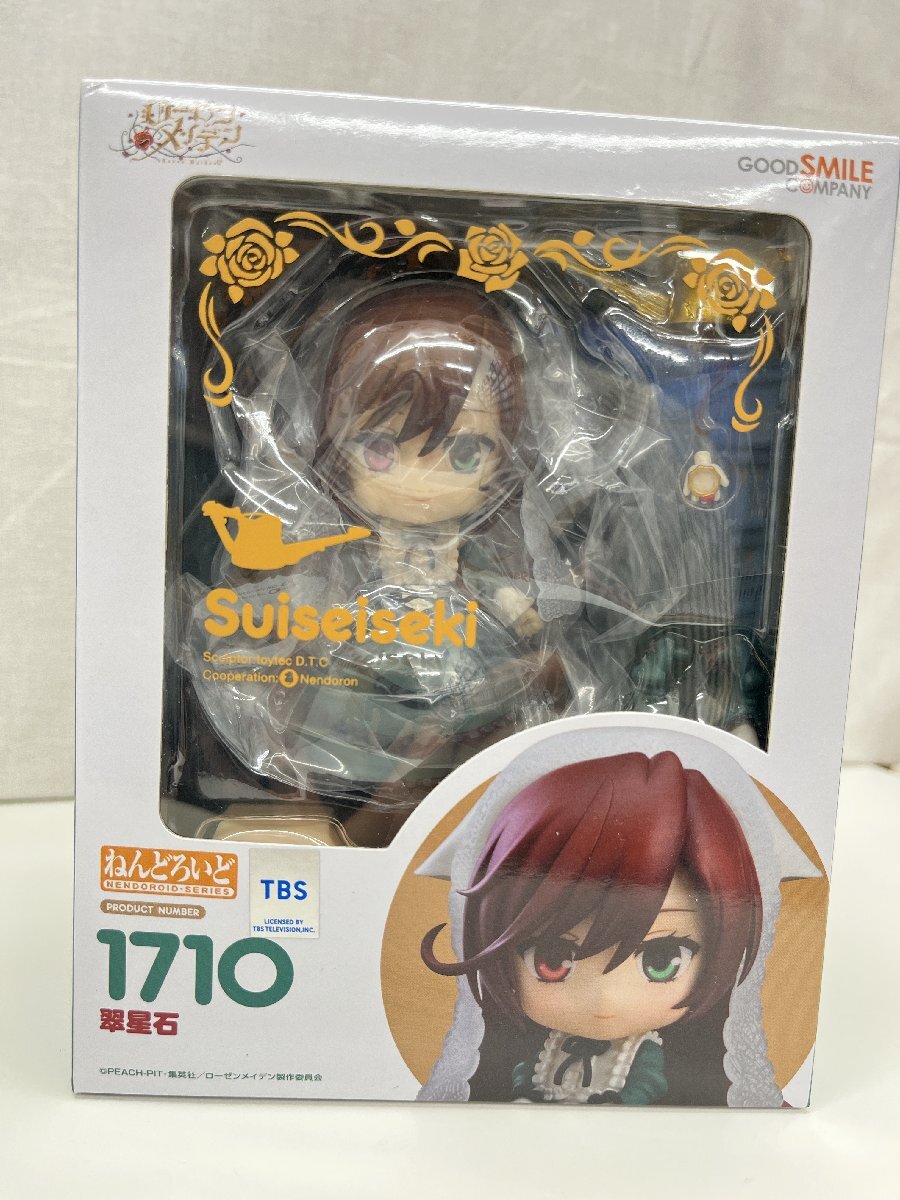 ローゼン
メイデン
GOOD SMILE
COMPANY
Suiseiseki
Sculptor:toytec D.T.C
Cooperation: Nendoron
ねんどろいど
NENDOROID・SERIES
PRODUCT NUMBER
1710
翠星石
TBS
LICENSED BY
TBS TELEVISION,INC.
©PEACH-PIT・集英社／ローゼンメイデン製作委員会